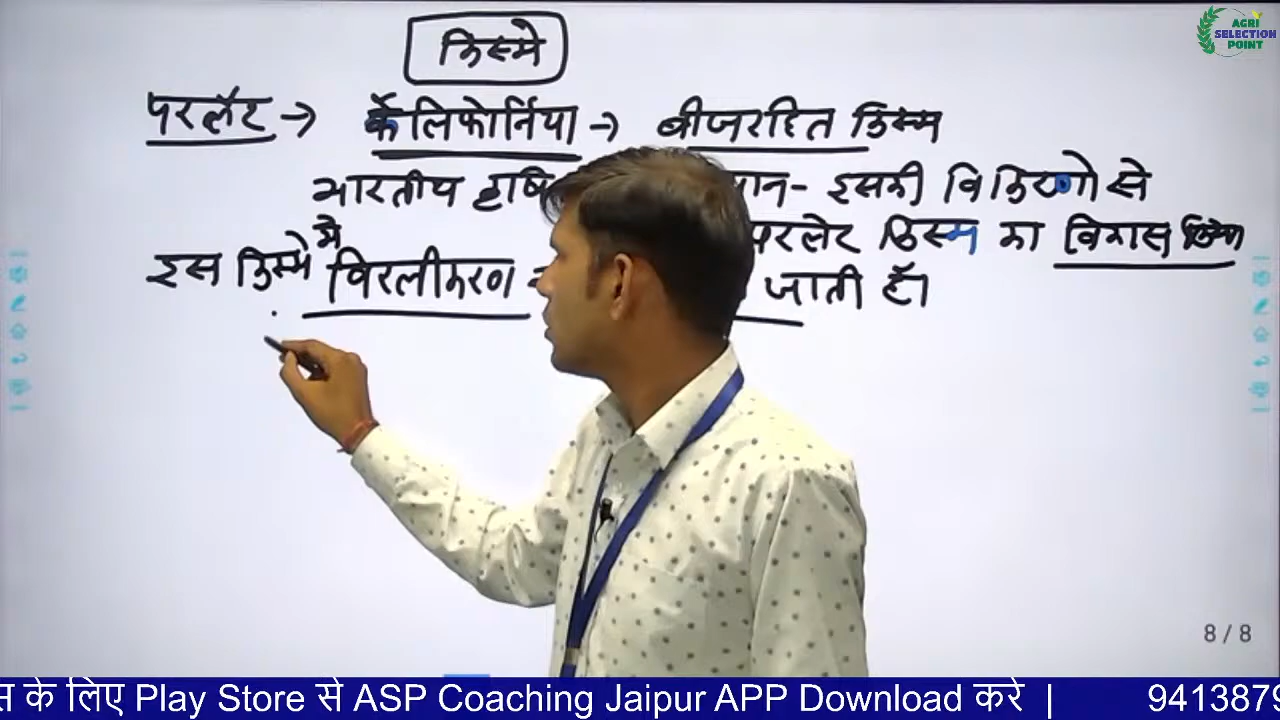 किस्मे
परलैट → कैलिफोर्निया → बीजरहित किस्म
भारतीय कृषि
इसकी विकिरणो से
परलेट किस्म का विकास किया
इस किस्मे मे विरलीकरण
जाती हैं।
AGRI
SELECTION
POINT
8 / 8
के लिए Play Store से ASP Coaching Jaipur APP Download करे |
9413879